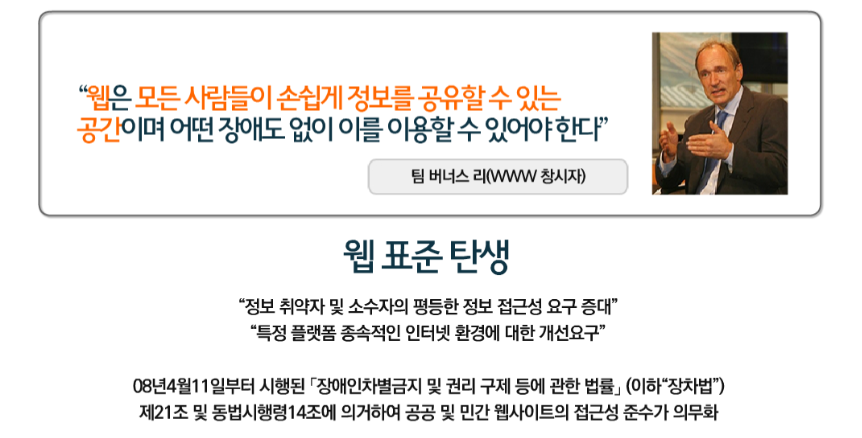 “웹은 모든 사람들이 손쉽게 정보를 공유할 수 있는
공간이며 어떤 장애도 없이 이를 이용할 수 있어야 한다”
팀 버너스 리(WWW 창시자)
웹 표준 탄생
“정보 취약자 및 소수자의 평등한 정보 접근성 요구 증대”
“특정 플랫폼 종속적인 인터넷 환경에 대한 개선요구”
08년4월11일부터 시행된 「장애인차별금지 및 권리 구제 등에 관한 법률」 (이하“장차법”)
제21조 및 동법시행령14조에 의거하여 공공 및 민간 웹사이트의 접근성 준수가 의무화